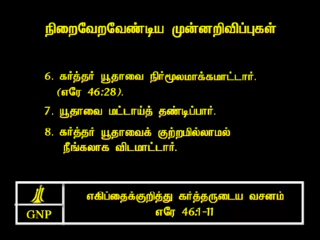 நிறைவேறவேண்டிய முன்னறிவிப்புகள்
6. கர்த்தர் யூதாவை நிர்மூலமாக்கமாட்டார்.
(எரே 46:28).
7. யூதாவை மட்டாய்த் தண்டிப்பார்.
8. கர்த்தர் யூதாவைக் குற்றமில்லாமல்
நீங்கலாக விடமாட்டார்.
எகிப்தைக்குறித்து கர்த்தருடைய வசனம்
எரே 46:1-11
GNP